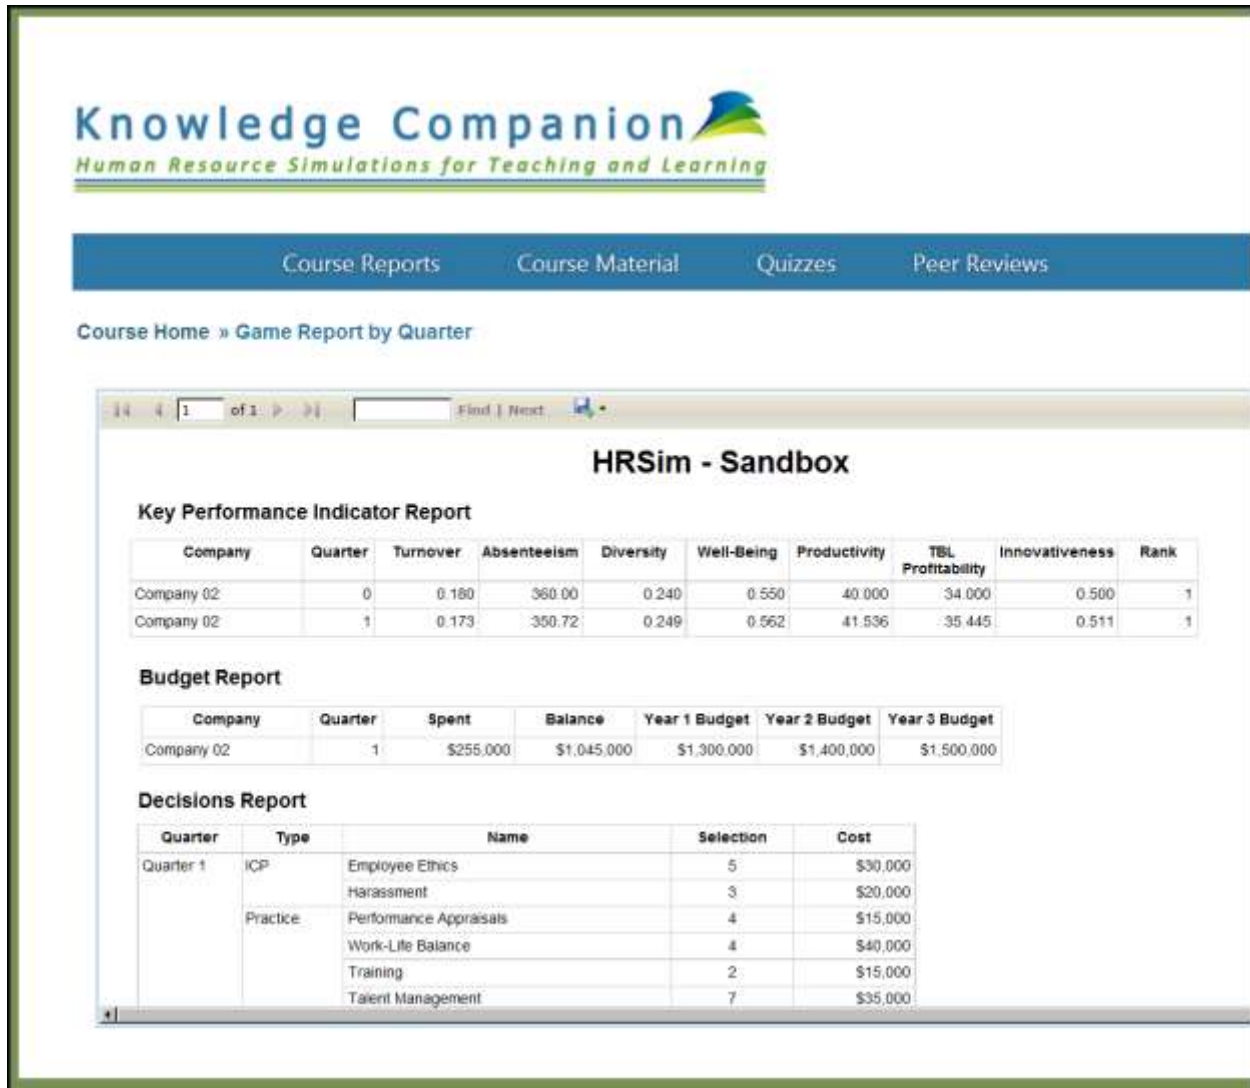 Knowledge Companion
Human Resource Simulations for Teaching and Learning
Course Reports Course Material Quizzes Peer Reviews
Course Home » Game Report by Quarter
1 of 1 Find | Next
HRSim - Sandbox
Key Performance Indicator Report
Company Quarter Turnover Absenteeism Diversity Well-Being Productivity TBL Profitability Innovativeness Rank
Company 02 0 0.180 360.00 0.240 0.550 40.000 34.000 0.500 1
Company 02 1 0.173 350.72 0.249 0.562 41.536 35.445 0.511 1
Budget Report
Company Quarter Spent Balance Year 1 Budget Year 2 Budget Year 3 Budget
Company 02 1 $255,000 $1,045,000 $1,300,000 $1,400,000 $1,500,000
Decisions Report
Quarter Type Name Selection Cost
Quarter 1 ICP Employee Ethics 5 $30,000
Harassment 3 $20,000
Practice Performance Appraisals 4 $15,000
Work-Life Balance 4 $40,000
Training 2 $15,000
Talent Management 7 $35,000